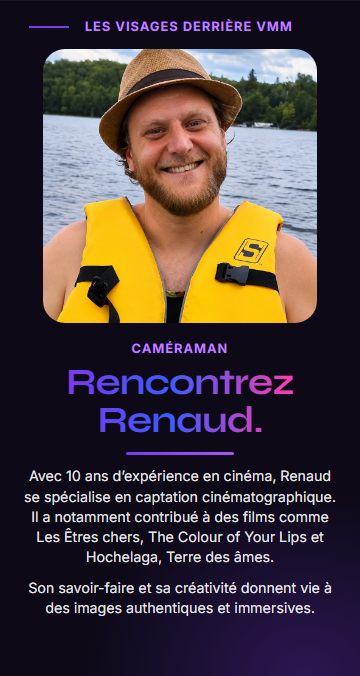 LES VISAGES DERRIÈRE VMM
S
CAMÉRAMAN
Rencontrez
Renaud.
Avec 10 ans d’expérience en cinéma, Renaud
se spécialise en captation cinématographique.
Il a notamment contribué à des films comme
Les Êtres chers, The Colour of Your Lips et
Hochelaga, Terre des âmes.
Son savoir-faire et sa créativité donnent vie à
des images authentiques et immersives.